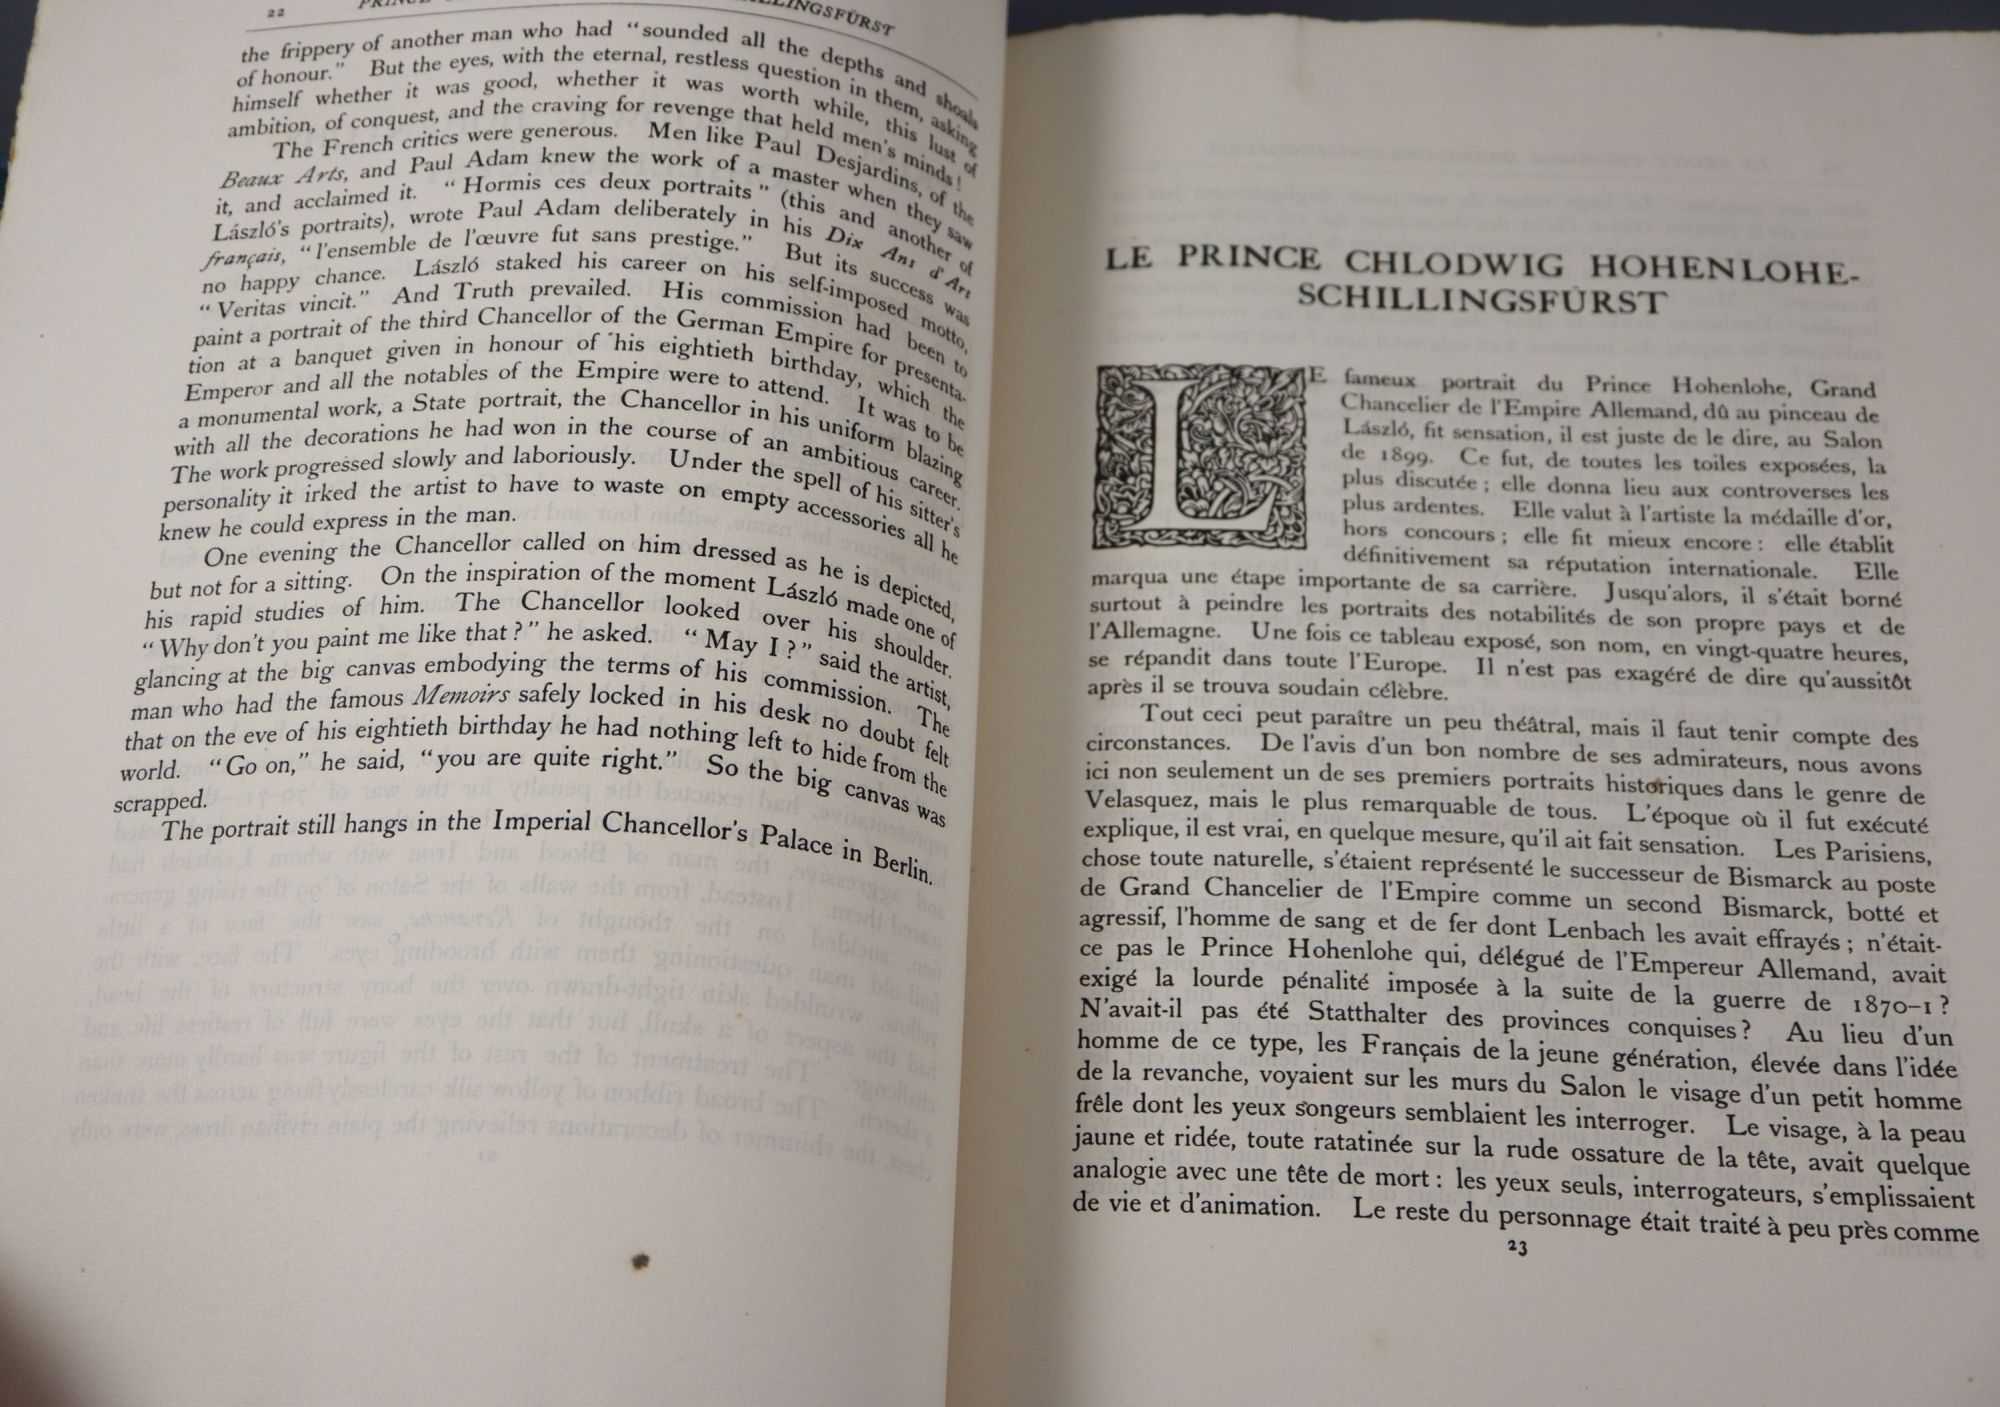 22
SCHILLINGSFÜRST
the frippery of another man who had “sounded all the depths and shoals
of honour.” But the eyes, with the eternal, restless question in them, asking
himself whether it was good, whether it was worth while, this lust of
ambition, of conquest, and the craving for revenge that held men's minds!
The French critics were generous. Men like Paul Desjardins, of the
Beaux Arts, and Paul Adam knew the work of a master when they saw
it, and acclaimed it. “Hormis ces deux portraits” (this and another of
László's portraits), wrote Paul Adam deliberately in his Dix Ans d'Art
français, “l'ensemble de l'œuvre fut sans prestige.” But its success was
no happy chance. László staked his career on his self-imposed motto,
“Veritas vincit.” And Truth prevailed. His commission had been to
paint a portrait of the third Chancellor of the German Empire for presenta-
tion at a banquet given in honour of his eightieth birthday, which the
Emperor and all the notables of the Empire were to attend. It was to be
a monumental work, a State portrait, the Chancellor in his uniform blazing
with all the decorations he had won in the course of an ambitious career.
The work progressed slowly and laboriously. Under the spell of his sitter's
personality it irked the artist to have to waste on empty accessories all he
knew he could express in the man.
One evening the Chancellor called on him dressed as he is depicted,
but not for a sitting. On the inspiration of the moment László made one of
his rapid studies of him. The Chancellor looked over his shoulder.
“Why don't you paint me like that?” he asked. “May I?” said the artist,
glancing at the big canvas embodying the terms of his commission. The
man who had the famous Memoirs safely locked in his desk no doubt felt
that on the eve of his eightieth birthday he had nothing left to hide from the
world. “Go on,” he said, “you are quite right.” So the big canvas was
scrapped.
The portrait still hangs in the Imperial Chancellor's Palace in Berlin.
LE PRINCE CHLODWIG HOHENLOHE-
SCHILLINGSFÜRST
LE fameux portrait du Prince Hohenlohe, Grand
Chancelier de l'Empire Allemand, dû au pinceau de
László, fit sensation, il est juste de le dire, au Salon
de 1899. Ce fut, de toutes les toiles exposées, la
plus discutée; elle donna lieu aux controverses les
plus ardentes. Elle valut à l'artiste la médaille d'or,
hors concours; elle fit mieux encore: elle établit
définitivement sa réputation internationale. Elle
marqua une étape importante de sa carrière. Jusqu'alors, il s'était borné
surtout à peindre les portraits des notabilités de son propre pays et de
l'Allemagne. Une fois ce tableau exposé, son nom, en vingt-quatre heures,
se répandit dans toute l'Europe. Il n'est pas exagéré de dire qu'aussitôt
après il se trouva soudain célèbre.
Tout ceci peut paraître un peu théâtral, mais il faut tenir compte des
circonstances. De l'avis d'un bon nombre de ses admirateurs, nous avons
ici non seulement un de ses premiers portraits historiques dans le genre de
Velasquez, mais le plus remarquable de tous. L'époque où il fut exécuté
explique, il est vrai, en quelque mesure, qu'il ait fait sensation. Les Parisiens,
chose toute naturelle, s'étaient représenté le successeur de Bismarck au poste
de Grand Chancelier de l'Empire comme un second Bismarck, botté et
agressif, l'homme de sang et de fer dont Lenbach les avait effrayés; n'était-
ce pas le Prince Hohenlohe qui, délégué de l'Empereur Allemand, avait
exigé la lourde pénalité imposée à la suite de la guerre de 1870-1?
N'avait-il pas été Statthalter des provinces conquises? Au lieu d'un
homme de ce type, les Français de la jeune génération, élevée dans l'idée
de la revanche, voyaient sur les murs du Salon le visage d'un petit homme
frêle dont les yeux songeurs semblaient les interroger. Le visage, à la peau
jaune et ridée, toute ratatinée sur la rude ossature de la tête, avait quelque
analogie avec une tête de mort: les yeux seuls, interrogateurs, s'emplissaient
de vie et d'animation. Le reste du personnage était traité à peu près comme
23